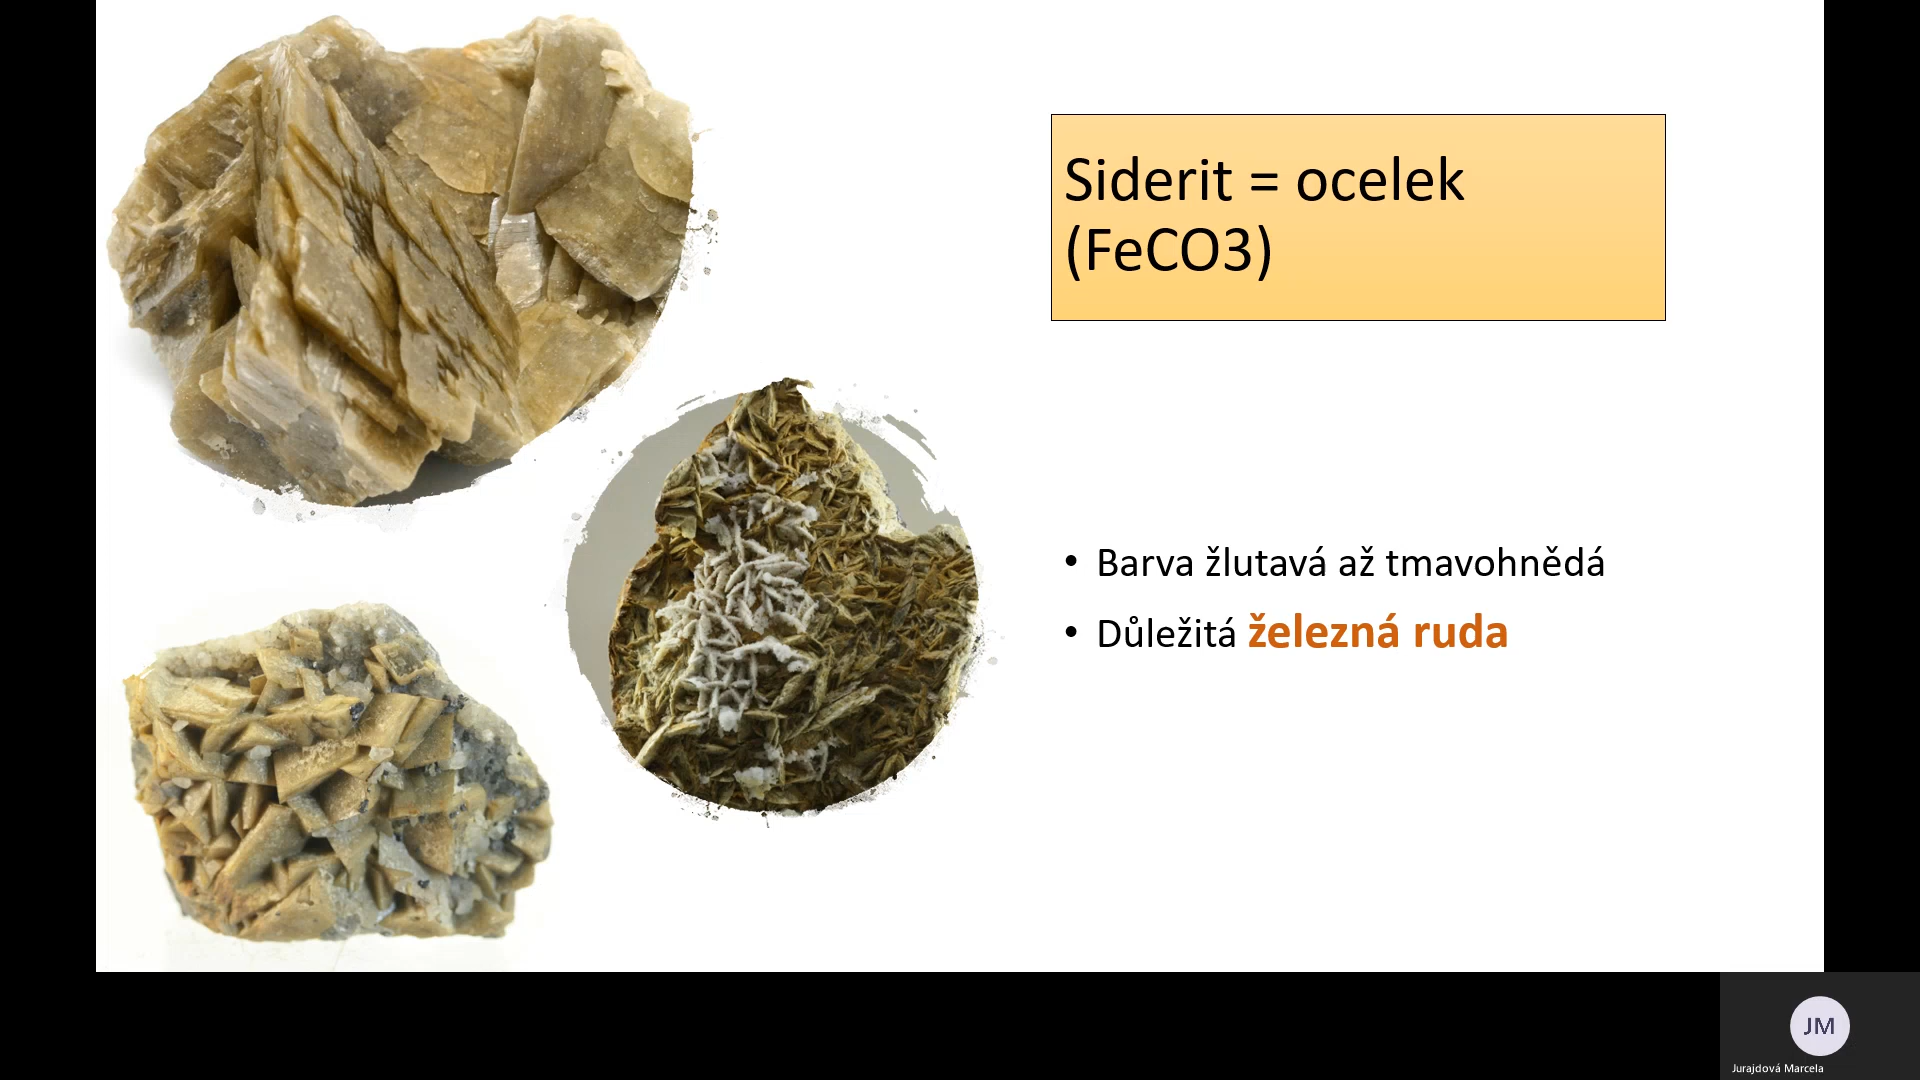 Siderit = ocelek
(FeCO3)
• Barva žlutavá až tmavohnědá
• Důležitá železná ruda
JM
Jurajdová Marcela